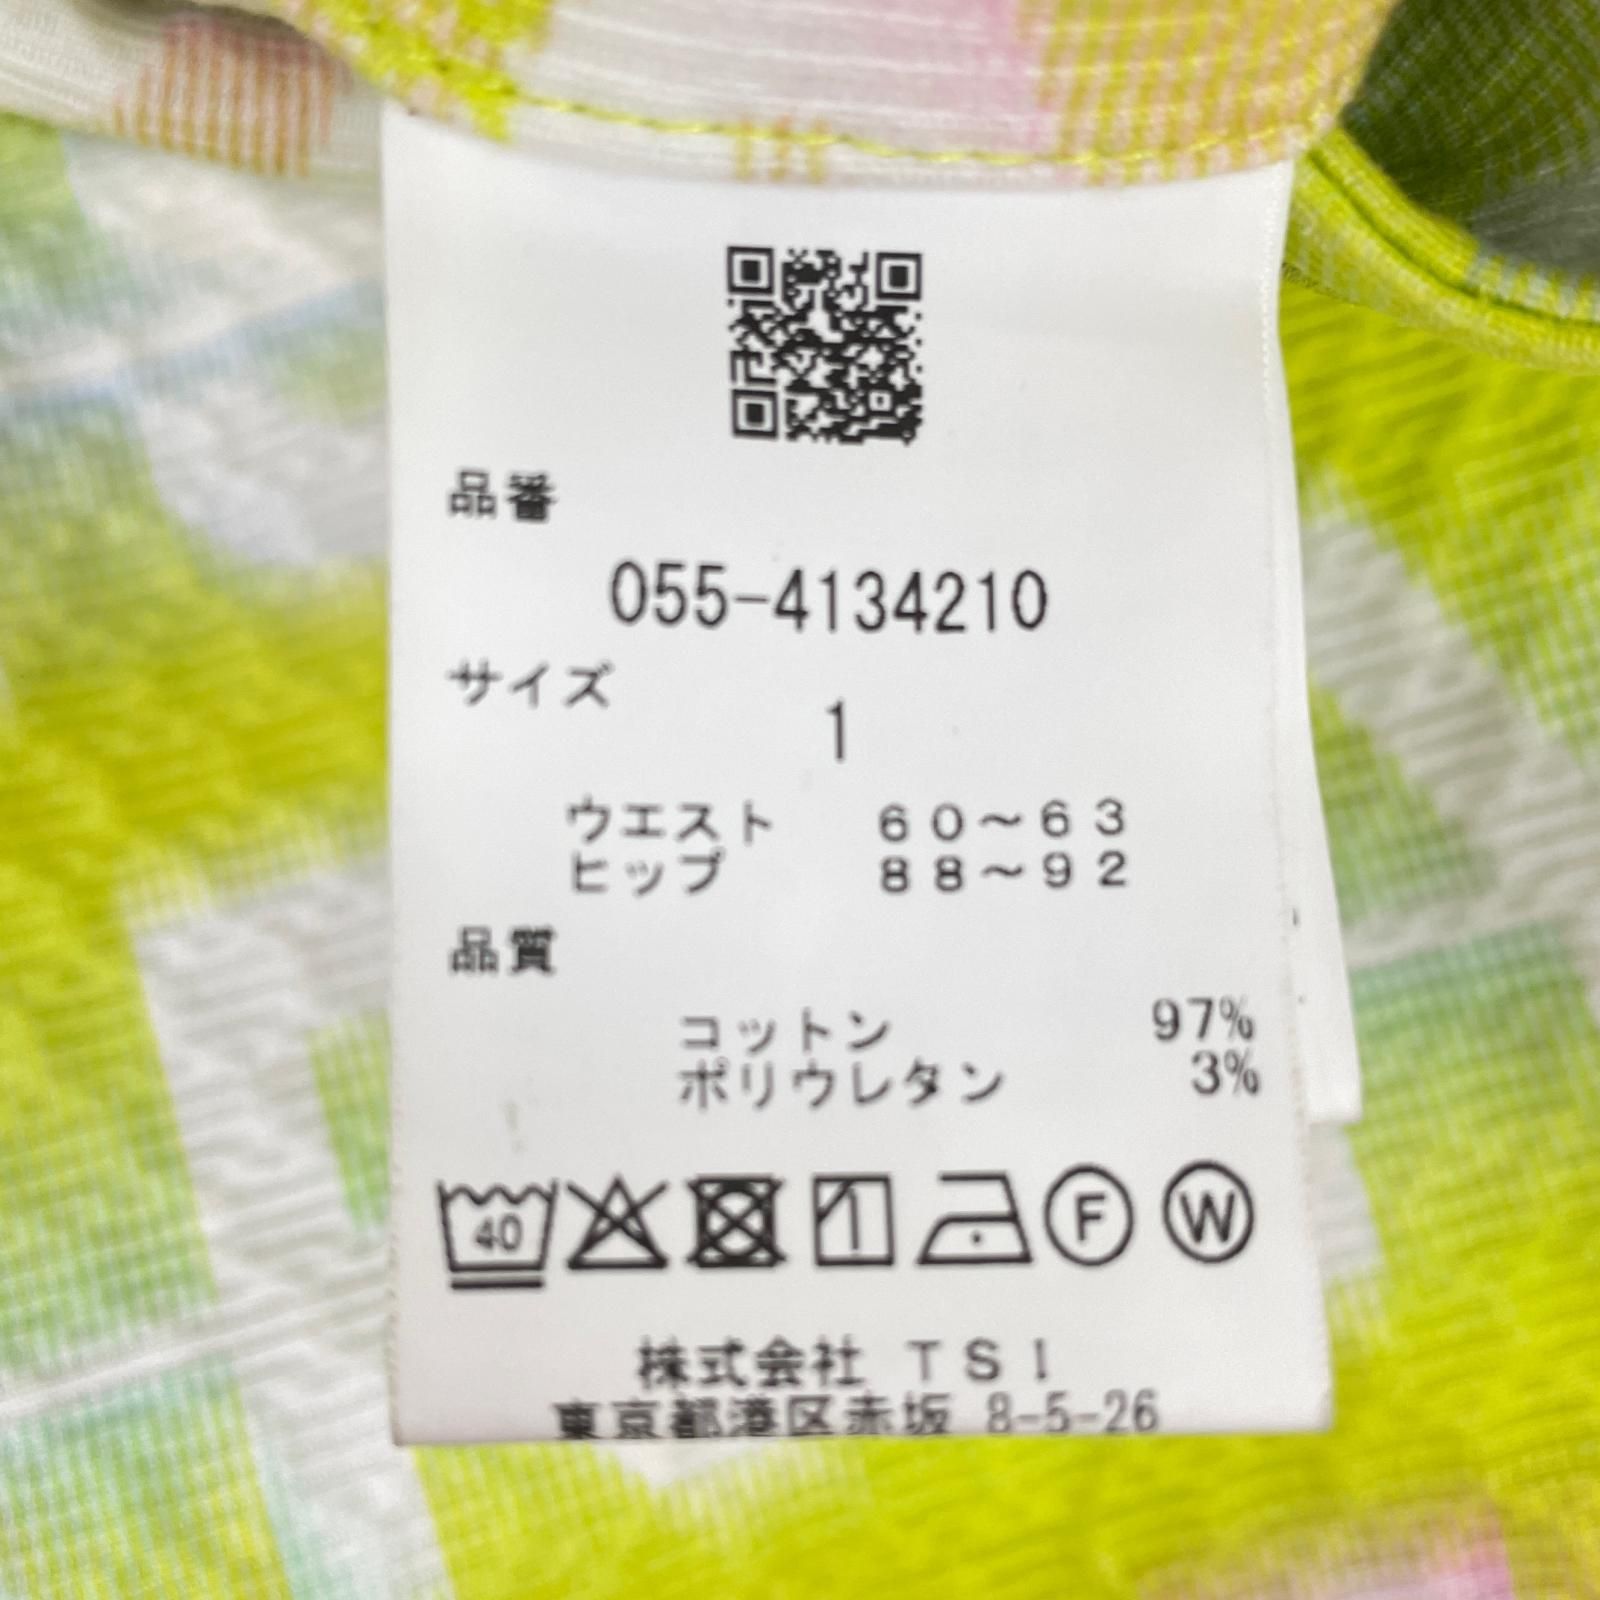 品番
055-4134210
サイズ
1
ウエスト 60〜63
ヒップ 88〜92
品質
コットン 97%
ポリウレタン 3%
40 F W
株式会社 TSI
東京都港区赤坂 8-5-26